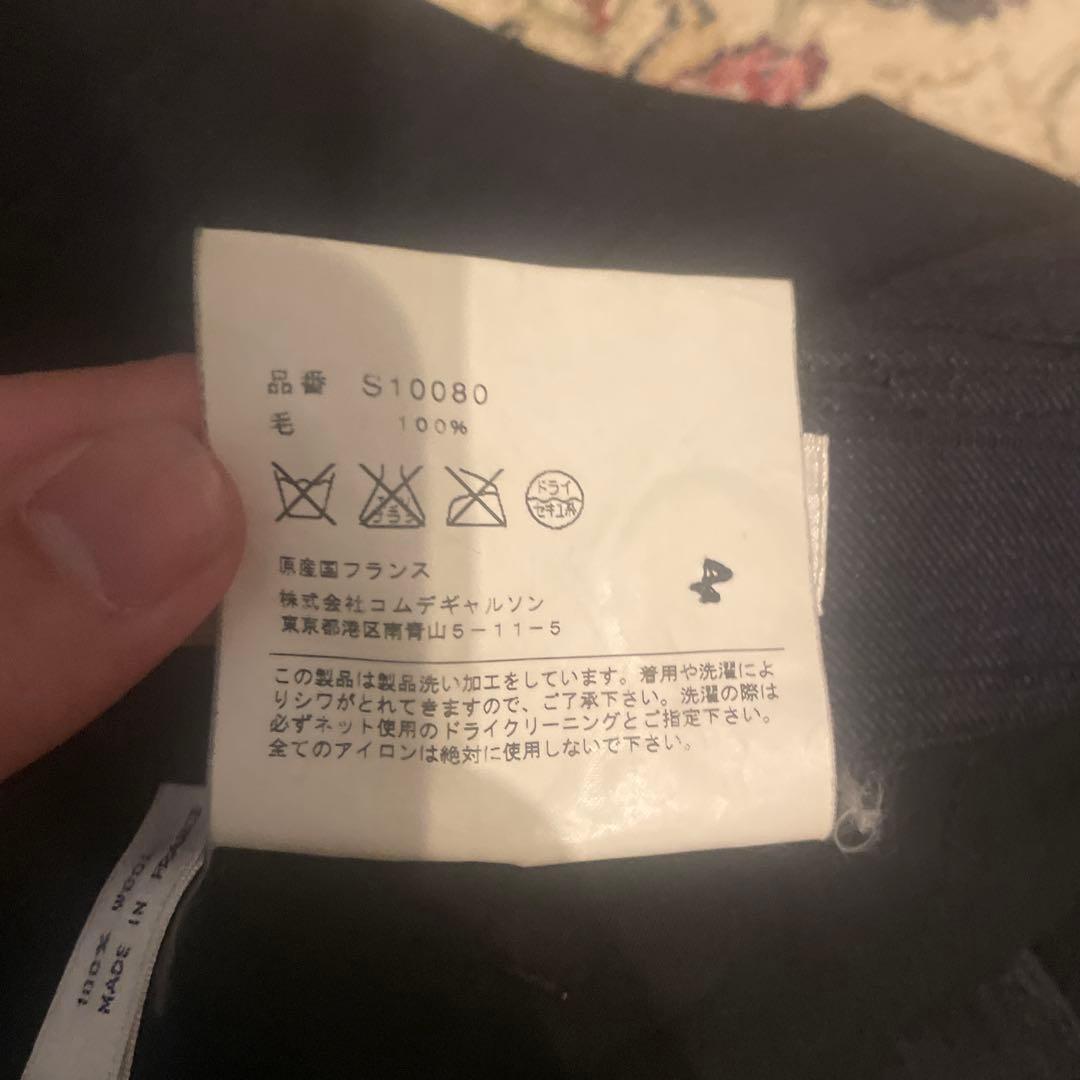 品番 S10080
毛 100%
エンソ
サラシ
ドライ
セキユ系
原産国フランス
株式会社コムデギャルソン
東京都港区南青山5-11-5
この製品は製品洗い加工をしています。着用や洗濯によ
りシワがとれてきますので、ご了承下さい。洗濯の際は
必ずネット使用のドライクリーニングとご指定下さい。
全てのアイロンは絶対に使用しないで下さい。
100% WOOL
MADE IN FRANCE